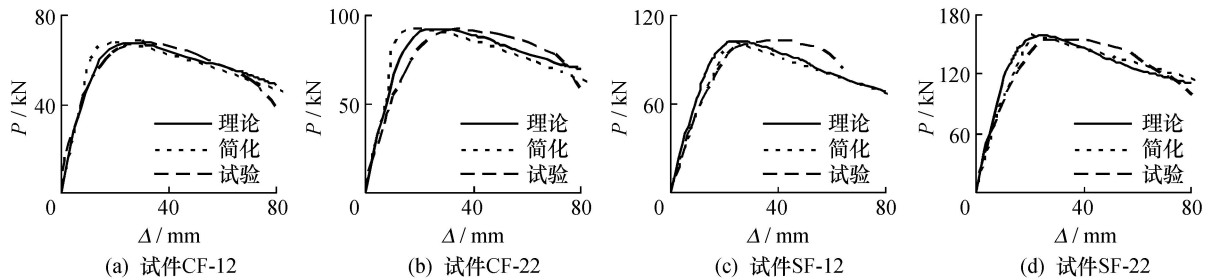 80
40
0
P / kN
理论
简化
试验
40
80
Δ / mm
(a) 试件CF-12
100
50
0
P / kN
理论
简化
试验
40
80
Δ / mm
(b) 试件CF-22
120
60
0
P / kN
理论
简化
试验
40
80
Δ / mm
(c) 试件SF-12
180
120
60
0
P / kN
理论
简化
试验
40
80
Δ / mm
(d) 试件SF-22